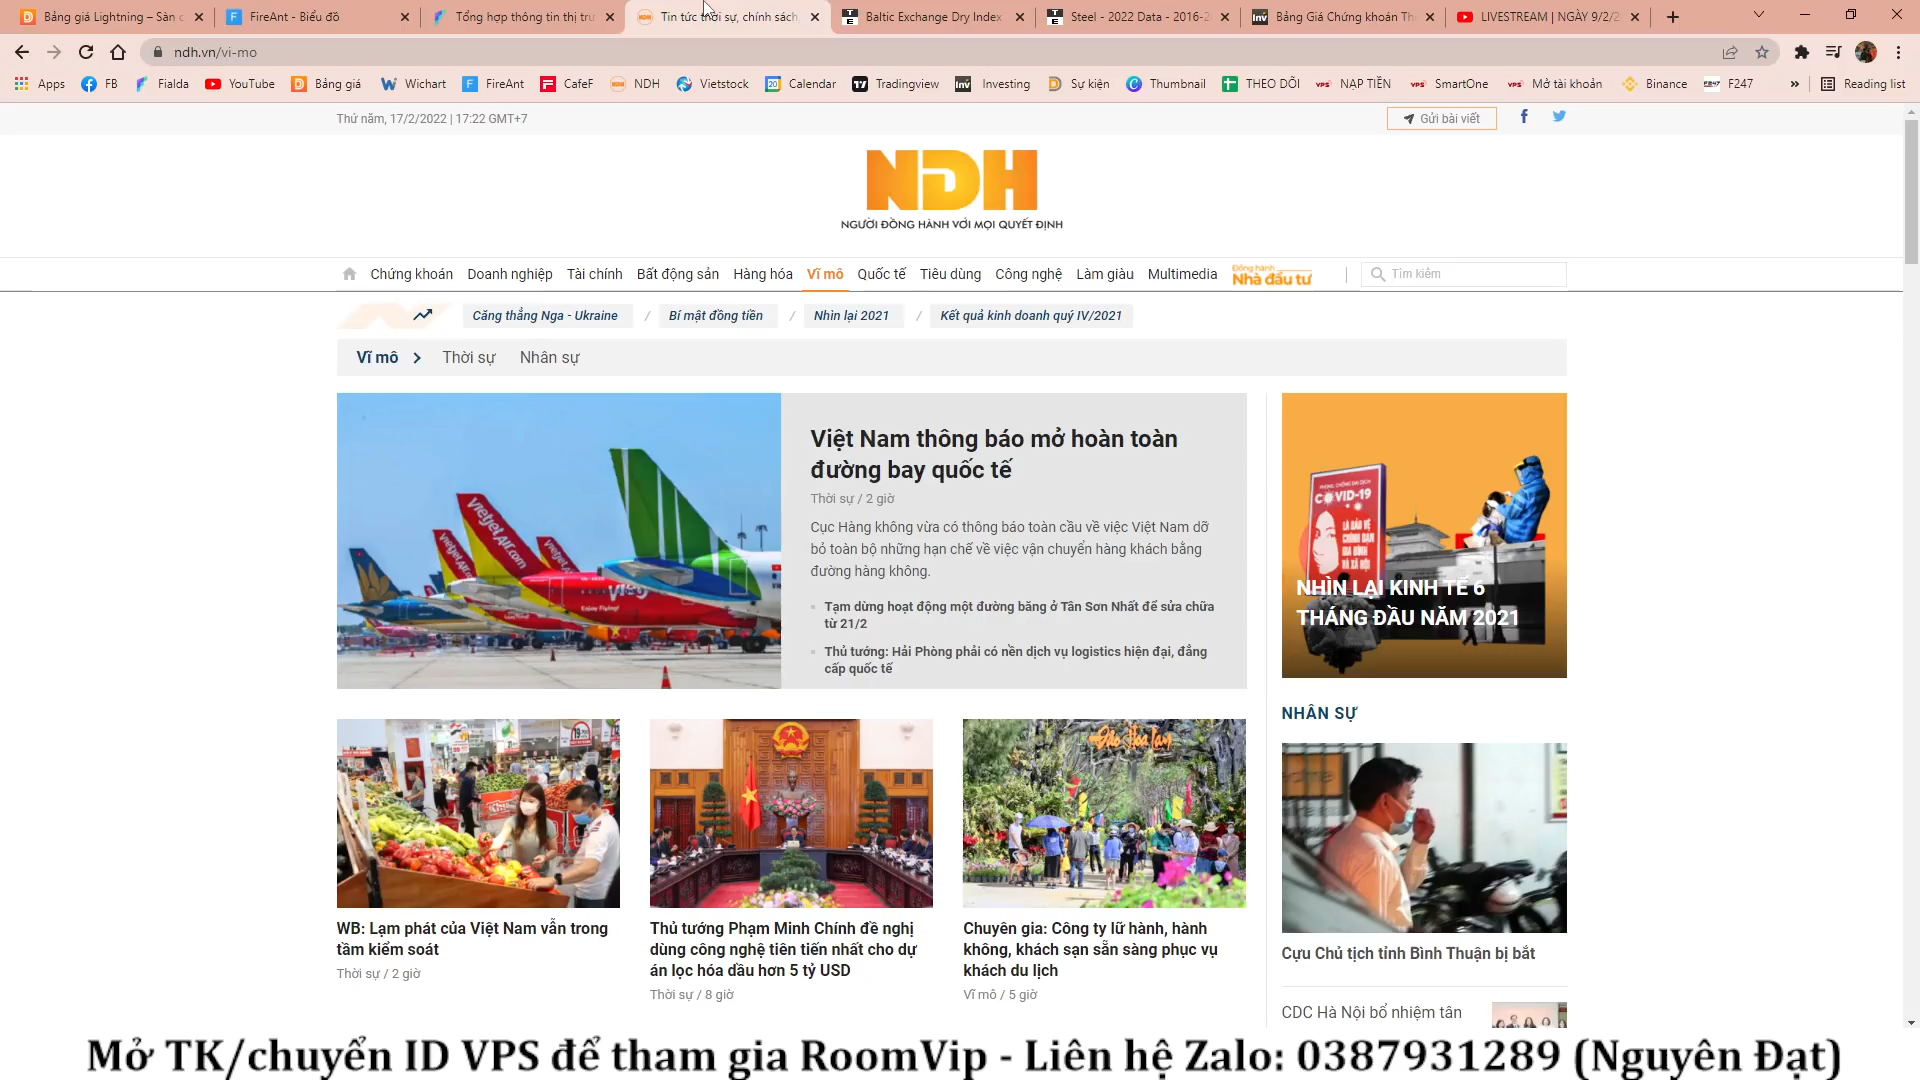 Bảng giá Lightning – Sàn c
FireAnt - Biểu đồ
Tổng hợp thông tin thị trư
Tin tức thời sự, chính sách,
Baltic Exchange Dry Index
Steel - 2022 Data - 2016-2
Bảng Giá Chứng khoán Th
LIVESTREAM | NGÀY 9/2/2
ndh.vn/vi-mo
Apps
FB
Fialda
YouTube
Bảng giá
Wichart
FireAnt
CafeF
NDH
Vietstock
Calendar
Tradingview
Investing
Sự kiện
Thumbnail
THEO DÕI
NẠP TIỀN
SmartOne
Mở tài khoản
Binance
F247
Reading list
Thứ năm, 17/2/2022 | 17:22 GMT+7
Gửi bài viết
NDH
NGƯỜI ĐỒNG HÀNH VỚI MỌI QUYẾT ĐỊNH
Chứng khoán
Doanh nghiệp
Tài chính
Bất động sản
Hàng hóa
Vĩ mô
Quốc tế
Tiêu dùng
Công nghệ
Làm giàu
Multimedia
Đồng hành
Nhà đầu tư
Tìm kiếm
Căng thẳng Nga - Ukraine
/
Bí mật đồng tiền
/
Nhìn lại 2021
/
Kết quả kinh doanh quý IV/2021
Vĩ mô
Thời sự
Nhân sự
Việt Nam thông báo mở hoàn toàn
đường bay quốc tế
Thời sự / 2 giờ
Cục Hàng không vừa có thông báo toàn cầu về việc Việt Nam dỡ
bỏ toàn bộ những hạn chế về việc vận chuyển hàng khách bằng
đường hàng không.
Tạm dừng hoạt động một đường băng ở Tân Sơn Nhất để sửa chữa
từ 21/2
Thủ tướng: Hải Phòng phải có nền dịch vụ logistics hiện đại, đẳng
cấp quốc tế
vietjetair.com
vietjetair.com
Enjoy Flying!
COVID-19
NHÌN LẠI KINH TẾ 6
THÁNG ĐẦU NĂM 2021
NHÂN SỰ
WB: Lạm phát của Việt Nam vẫn trong
tầm kiểm soát
Thời sự / 2 giờ
Thủ tướng Phạm Minh Chính đề nghị
dùng công nghệ tiên tiến nhất cho dự
án lọc hóa dầu hơn 5 tỷ USD
Thời sự / 8 giờ
Chuyên gia: Công ty lữ hành, hành
không, khách sạn sẵn sàng phục vụ
khách du lịch
Vĩ mô / 5 giờ
Cựu Chủ tịch tỉnh Bình Thuận bị bắt
CDC Hà Nội bổ nhiệm tân
Mở TK/chuyển ID VPS để tham gia RoomVip - Liên hệ Zalo: 0387931289 (Nguyên Đạt)